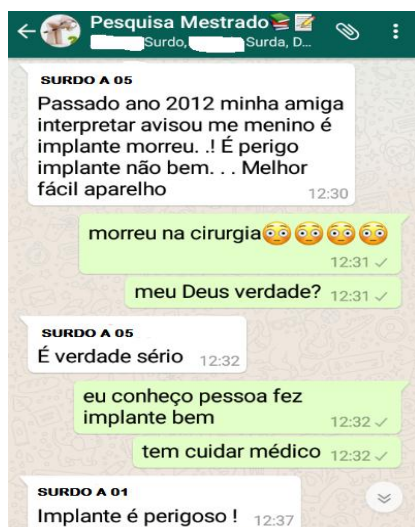 Pesquisa Mestrado📚📝
Surdo, Surda, D...
SURDO A 05
Passado ano 2012 minha amiga
interpretar avisou me menino é
implante morreu. .! É perigo
implante não bem. . . Melhor
fácil aparelho
12:30
morreu na cirurgia😳😳😳😳
12:31
meu Deus verdade? 12:31
SURDO A 05
É verdade sério 12:32
eu conheço pessoa fez
implante bem 12:32
tem cuidar médico 12:32
SURDO A 01
Implante é perigoso ! 12:37